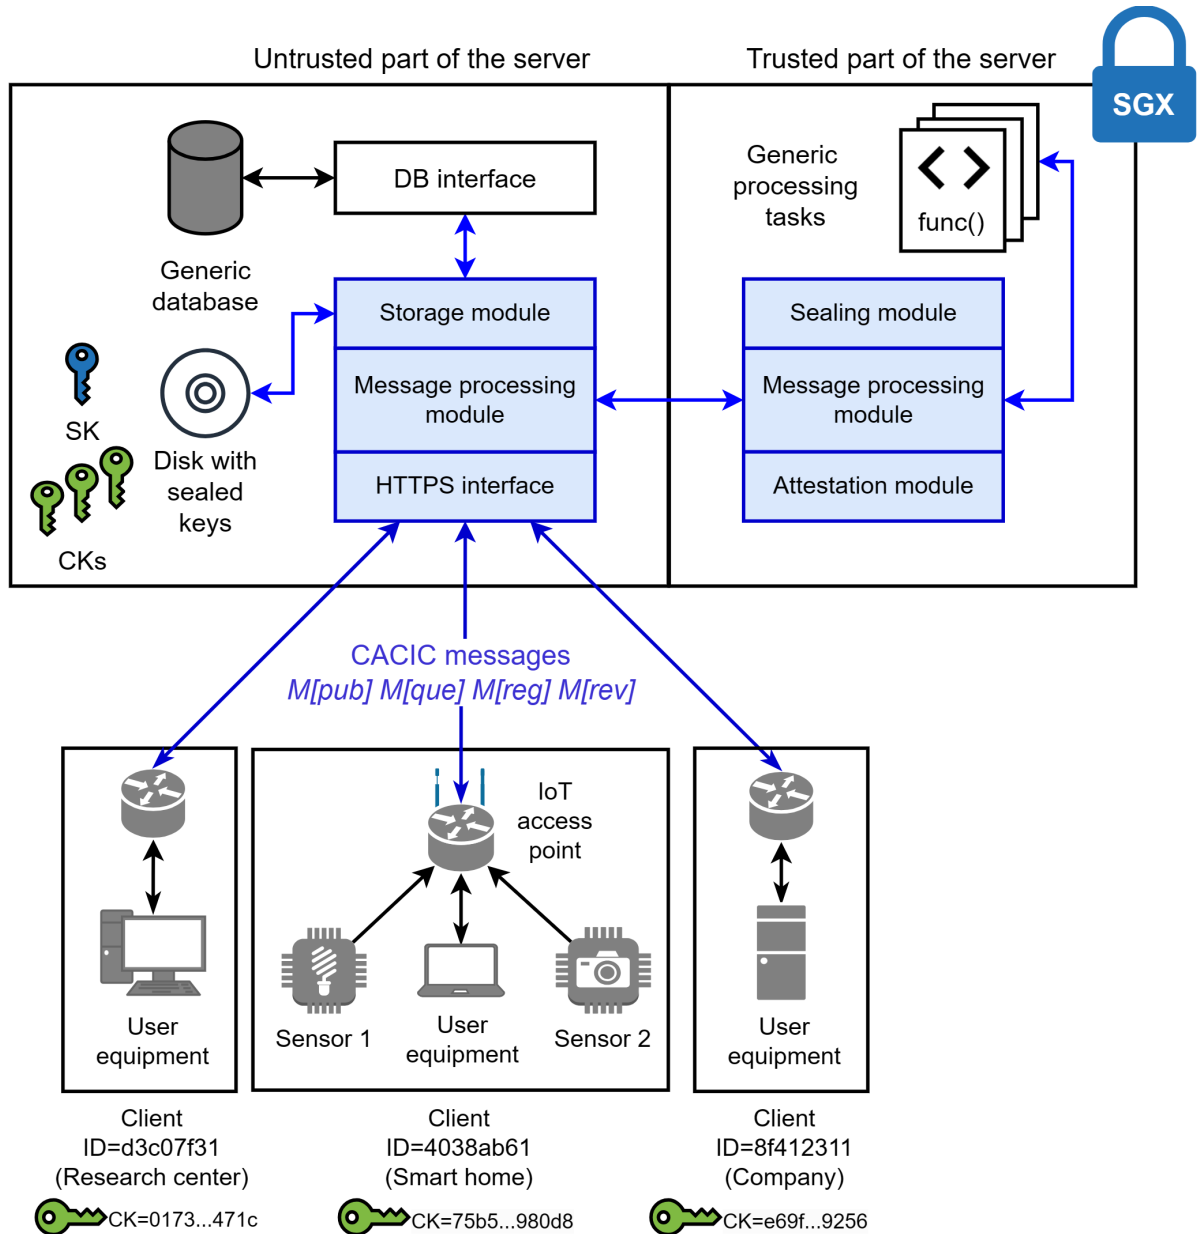 Untrusted part of the server
Trusted part of the server
SGX
DB interface
Generic
processing
tasks
func()
Generic
database
Storage module
Sealing module
Message processing
module
Message processing
module
SK
Disk with
sealed
keys
HTTPS interface
Attestation module
CKs
CACIC messages
M[pub] M[que] M[reg] M[rev]
IoT
access
point
User
equipment
Sensor 1
User
equipment
Sensor 2
User
equipment
Client
ID=d3c07f31
(Research center)
CK=0173...471c
Client
ID=4038ab61
(Smart home)
CK=75b5...980d8
Client
ID=8f412311
(Company)
CK=e69f...9256